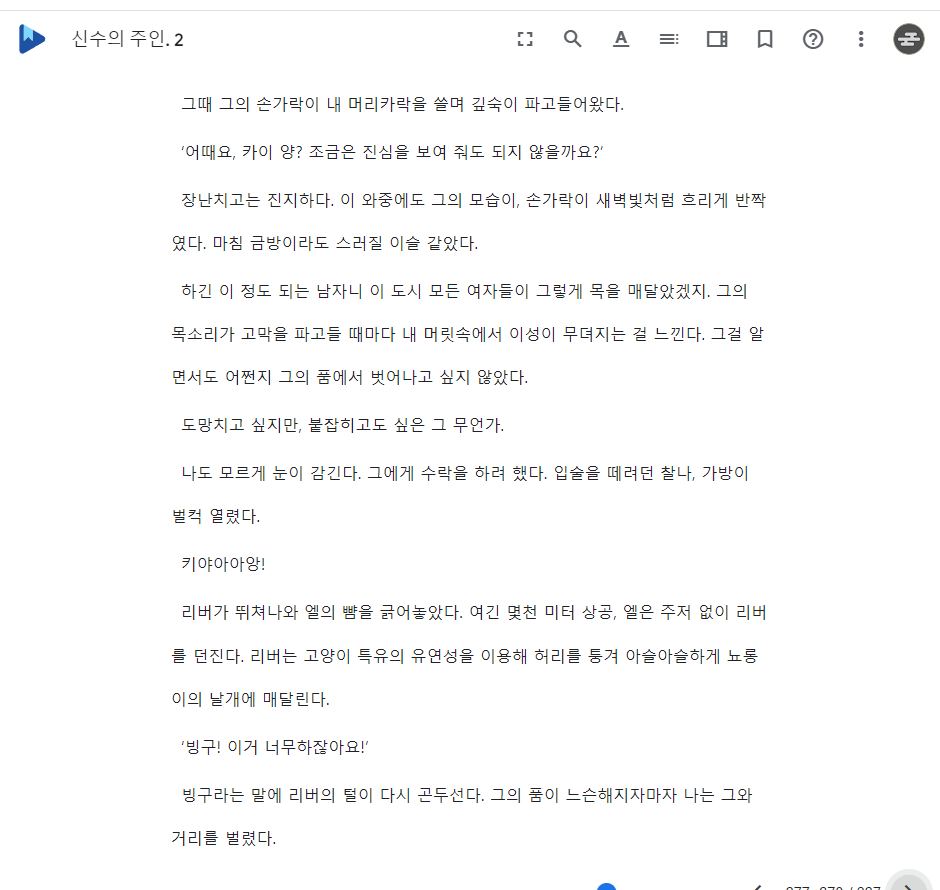 신수의 주인. 2
그때 그의 손가락이 내 머리카락을 쓸며 깊숙이 파고들어왔다.
‘어때요, 카이 양? 조금은 진심을 보여 줘도 되지 않을까요?’
장난치고는 진지하다. 이 와중에도 그의 모습이, 손가락이 새벽빛처럼 흐리게 반짝
였다. 마침 금방이라도 스러질 이슬 같았다.
하긴 이 정도 되는 남자니 이 도시 모든 여자들이 그렇게 목을 매달았겠지. 그의
목소리가 고막을 파고들 때마다 내 머릿속에서 이성이 무뎌지는 걸 느낀다. 그걸 알
면서도 어쩐지 그의 품에서 벗어나고 싶지 않았다.
도망치고 싶지만, 붙잡히고도 싶은 그 무언가.
나도 모르게 눈이 감긴다. 그에게 수락을 하려 했다. 입술을 떼려던 찰나, 가방이
벌컥 열렸다.
키야아아앙!
리버가 뛰쳐나와 엘의 뺨을 긁어놓았다. 여긴 몇천 미터 상공, 엘은 주저 없이 리버
를 던진다. 리버는 고양이 특유의 유연성을 이용해 허리를 퉁겨 아슬아슬하게 뇨롱
이의 날개에 매달린다.
‘빙구! 이거 너무하잖아요!’
빙구라는 말에 리버의 털이 다시 곤두선다. 그의 품이 느슨해지자마자 나는 그와
거리를 벌렸다.